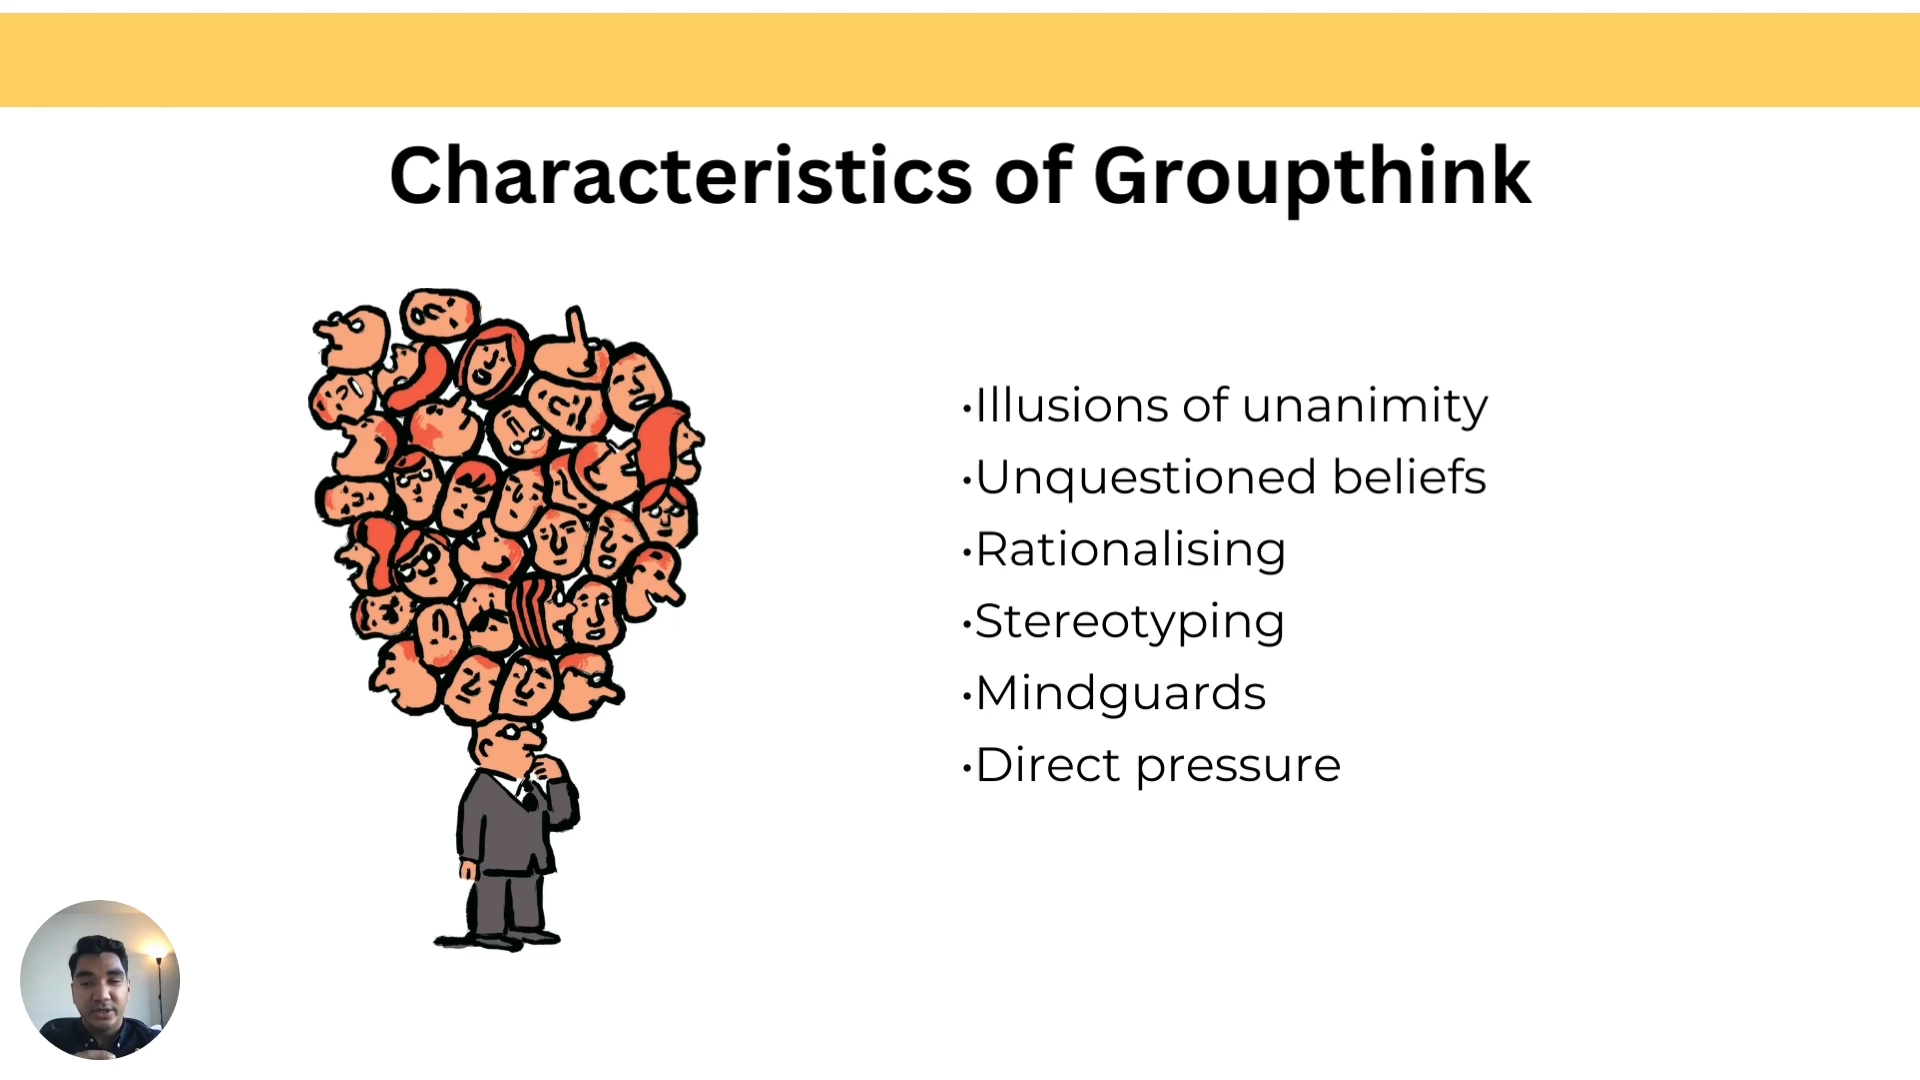 Characteristics of Groupthink
•Illusions of unanimity
•Unquestioned beliefs
•Rationalising
•Stereotyping
•Mindguards
•Direct pressure